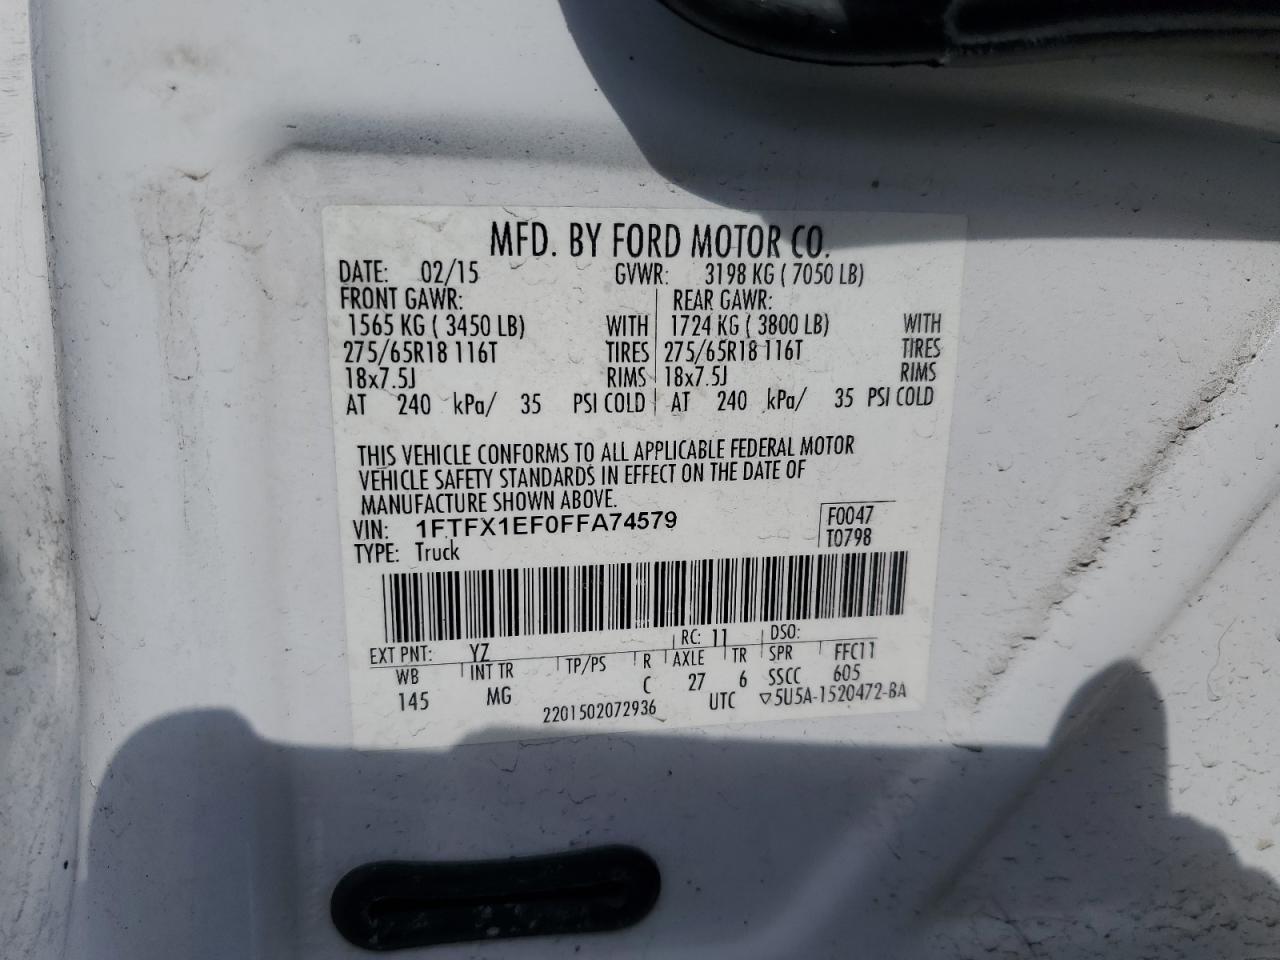 MFD. BY FORD MOTOR CO.
DATE: 02/15 GVWR: 3198 KG ( 7050 LB)
FRONT GAWR: REAR GAWR:
1565 KG ( 3450 LB) WITH 1724 KG ( 3800 LB) WITH
275/65R18 116T TIRES 275/65R18 116T TIRES
18x7.5J RIMS 18x7.5J RIMS
AT 240 kPa/ 35 PSI COLD AT 240 kPa/ 35 PSI COLD
THIS VEHICLE CONFORMS TO ALL APPLICABLE FEDERAL MOTOR
VEHICLE SAFETY STANDARDS IN EFFECT ON THE DATE OF
MANUFACTURE SHOWN ABOVE.
VIN: 1FTFX1EF0FFA74579 F0047
TYPE: Truck T0798
EXT PNT: YZ RC: 11 DSO:
WB INT TR TP/PS R AXLE TR SPR FFC11
145 MG C 27 6 SSCC 605
2201502072936 UTC ▽5U5A-1520472-BA